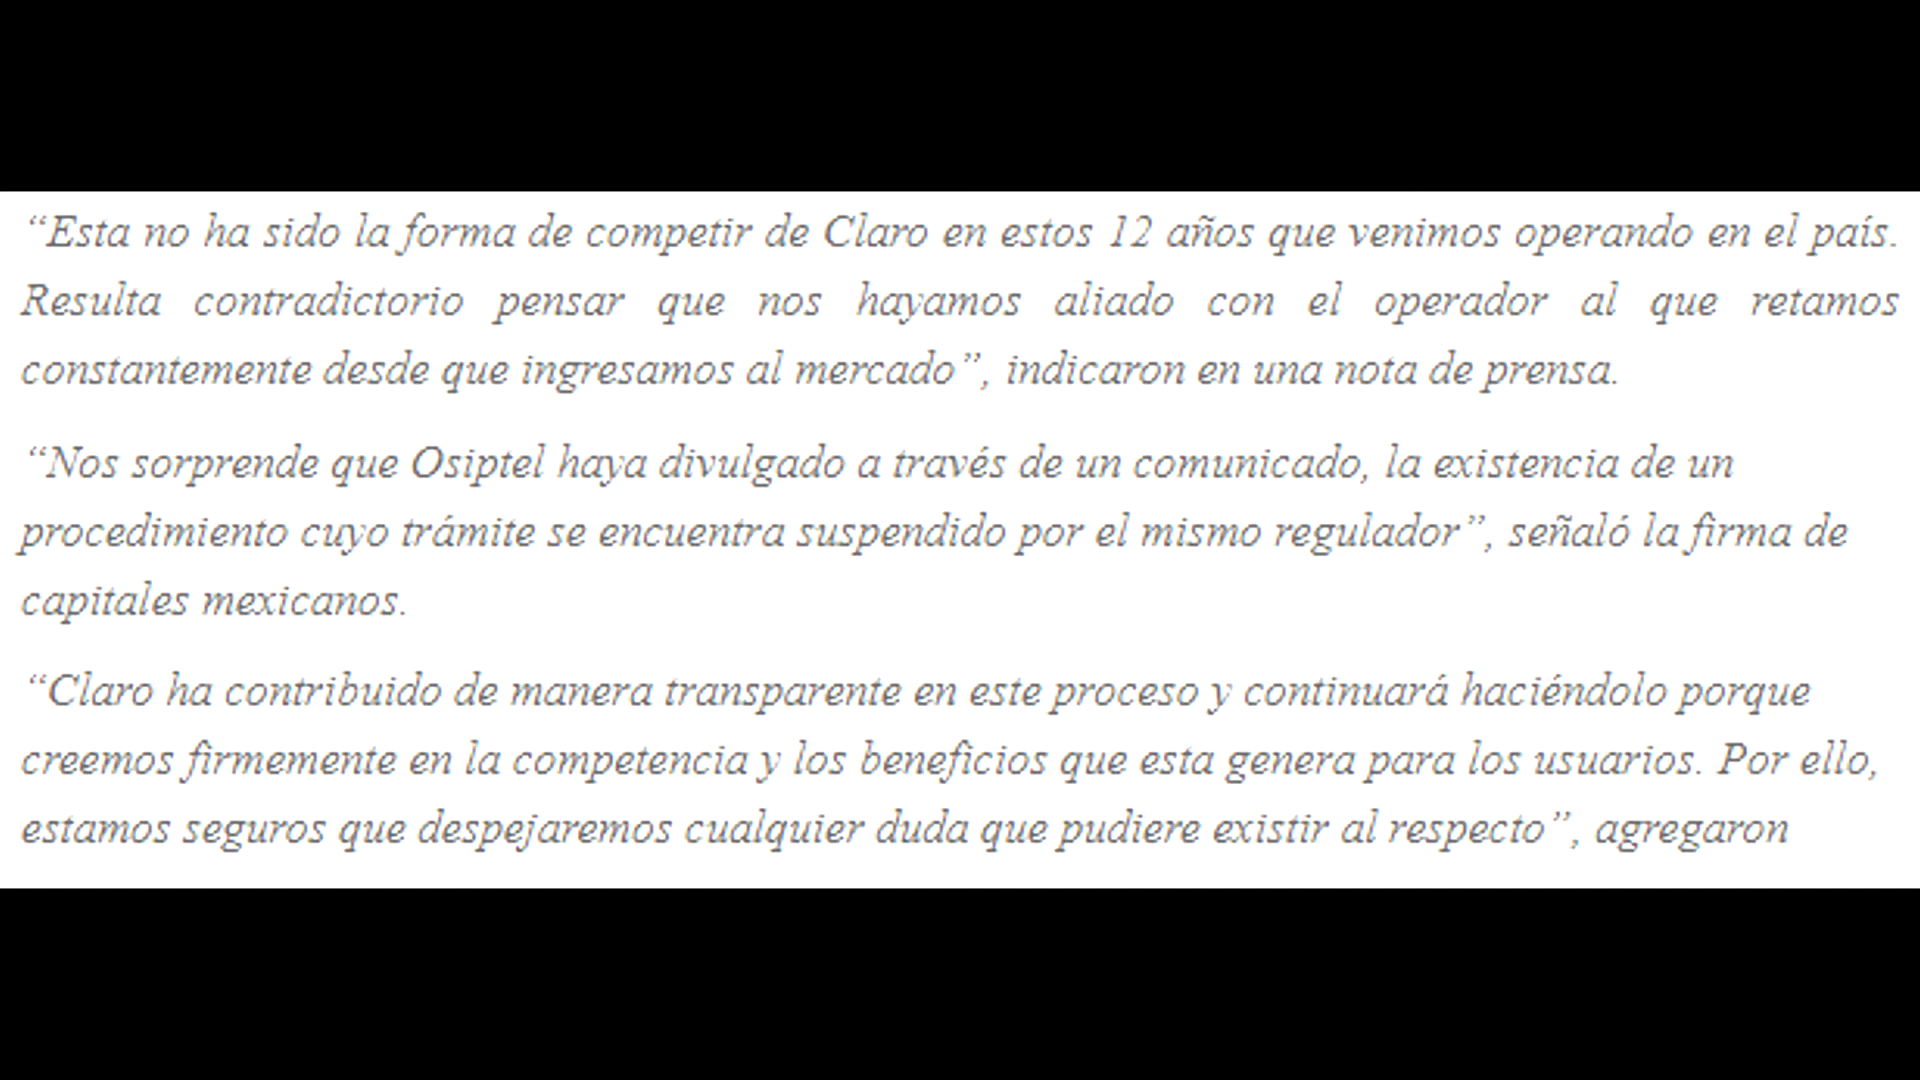 “Esta no ha sido la forma de competir de Claro en estos 12 años que venimos operando en el país.
Resulta contradictorio pensar que nos hayamos aliado con el operador al que retamos
constantemente desde que ingresamos al mercado”, indicaron en una nota de prensa.
“Nos sorprende que Osiptel haya divulgado a través de un comunicado, la existencia de un
procedimiento cuyo trámite se encuentra suspendido por el mismo regulador”, señaló la firma de
capitales mexicanos.
“Claro ha contribuido de manera transparente en este proceso y continuará haciéndolo porque
creemos firmemente en la competencia y los beneficios que esta genera para los usuarios. Por ello,
estamos seguros que despejaremos cualquier duda que pudiere existir al respecto”, agregaron